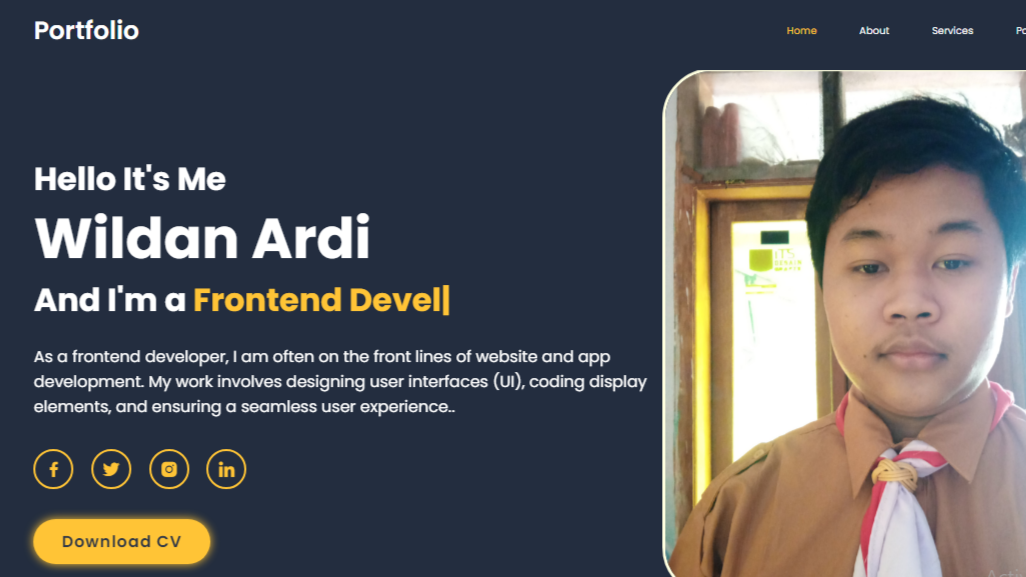 Portfolio
Home About Services
Hello It's Me
Wildan Ardi
And I'm a Frontend Devel|
As a frontend developer, I am often on the front lines of website and app
development. My work involves designing user interfaces (UI), coding display
elements, and ensuring a seamless user experience..
Download CV